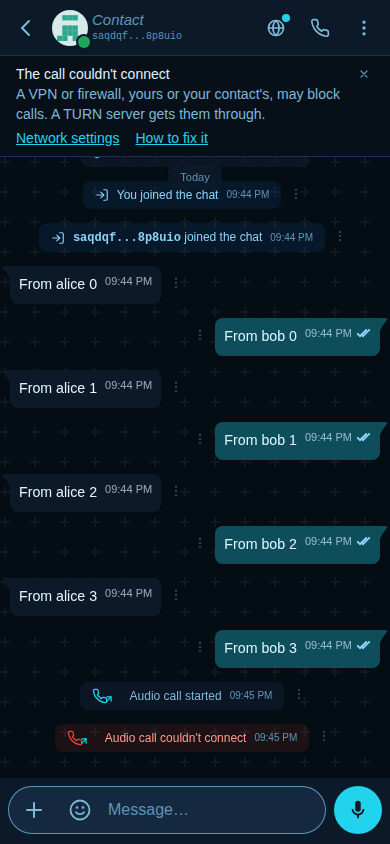 Contact
saqdqf...8p8uio
The call couldn't connect
A VPN or firewall, yours or your contact's, may block
calls. A TURN server gets them through.
Network settings How to fix it
Today
You joined the chat 09:44 PM
saqdqf...8p8uio joined the chat 09:44 PM
From alice 0 09:44 PM
From bob 0 09:44 PM
From alice 1 09:44 PM
From bob 1 09:44 PM
From alice 2 09:44 PM
From bob 2 09:44 PM
From alice 3 09:44 PM
From bob 3 09:44 PM
Audio call started 09:45 PM
Audio call couldn't connect 09:45 PM
Message…